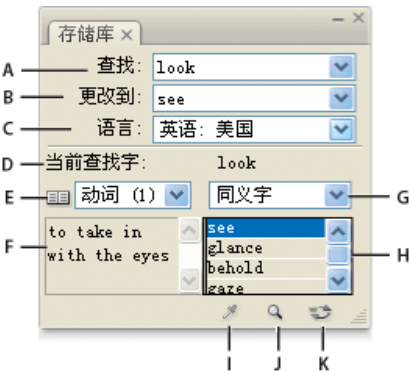 存储库
A 查找: look
B 更改到: see
C 语言: 英语: 美国
D 当前查找字: look
E 动词 (1) 同义字 G
F to take in see H
with the eyes glance
behold
gaze
I J K